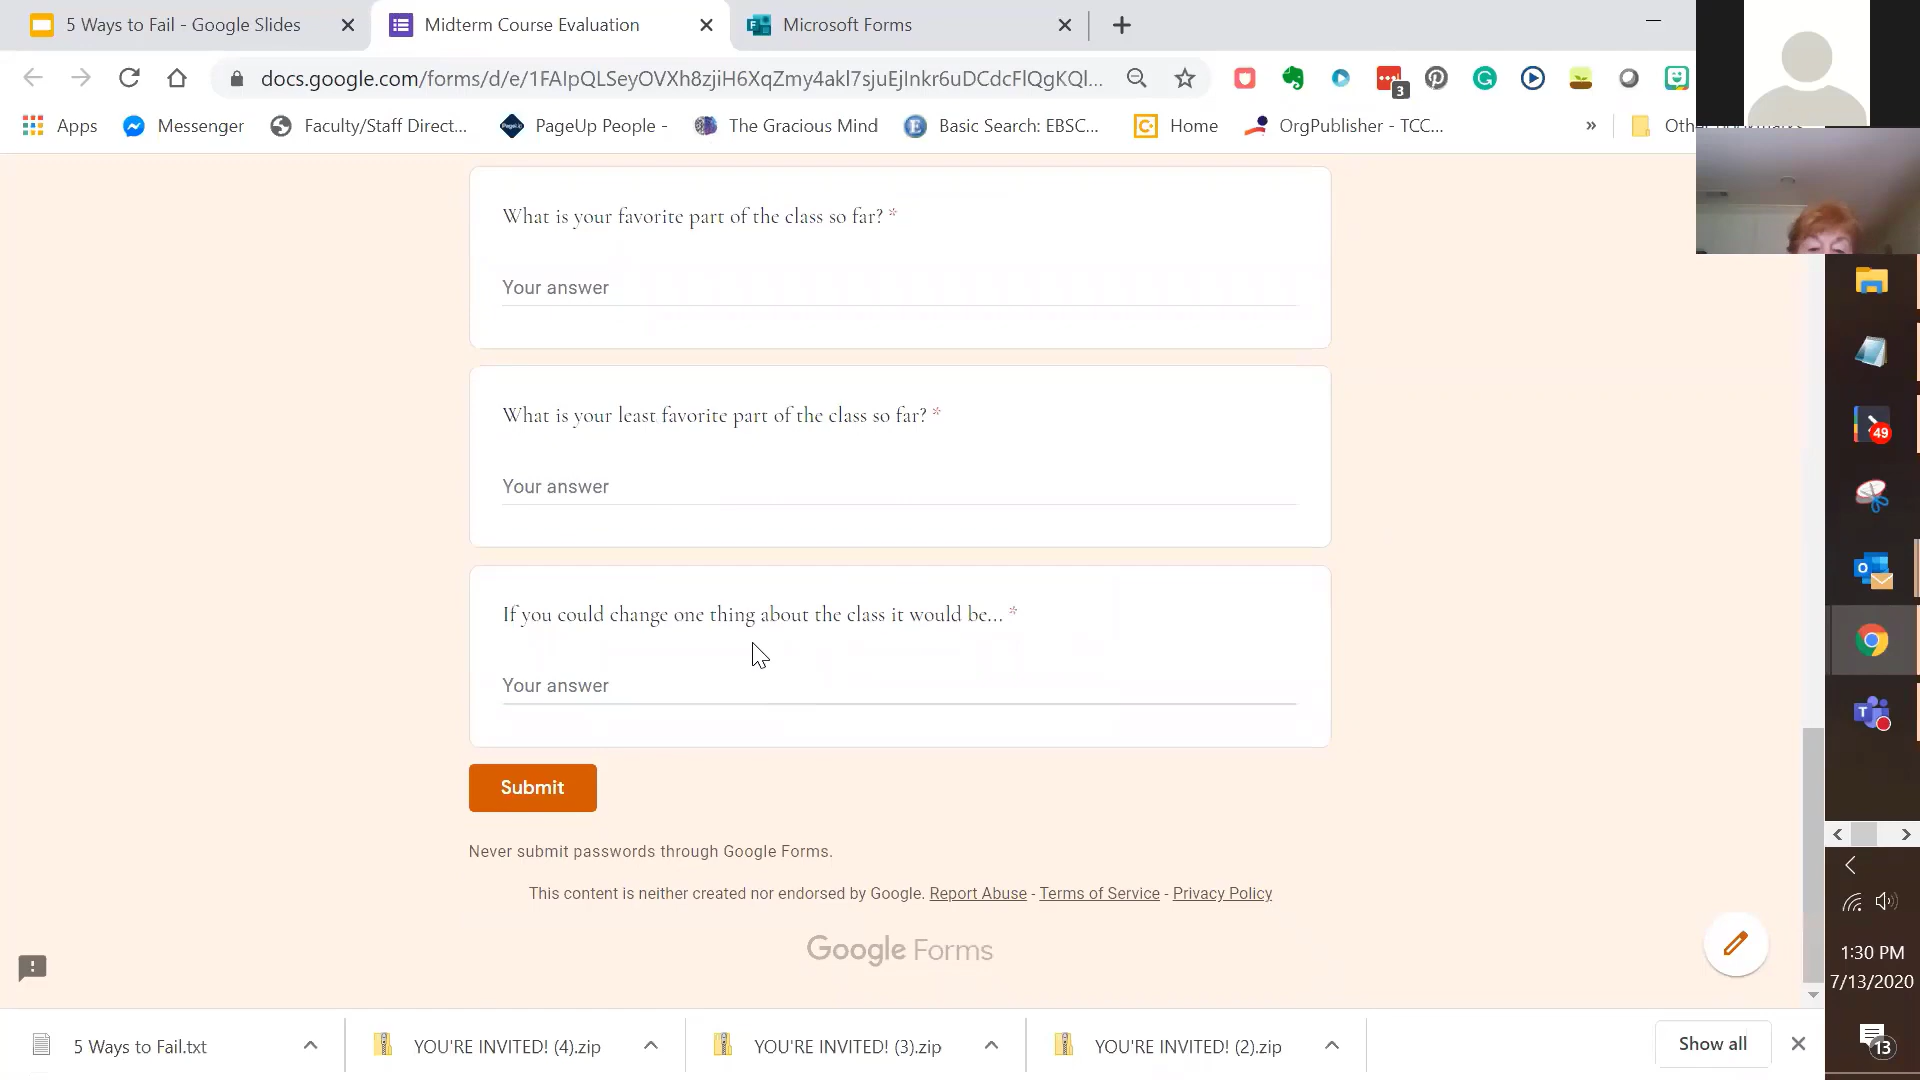 5 Ways to Fail - Google Slides
Midterm Course Evaluation
Microsoft Forms
docs.google.com/forms/d/e/1FAIpQLSeyOVXh8zjiH6XqZmy4akl7sjuEjInkr6uDCdcFlQgKQl...
3
Apps
Messenger
Faculty/Staff Direct...
PageUp People -
The Gracious Mind
Basic Search: EBSC...
Home
OrgPublisher - TCC...
»
What is your favorite part of the class so far? *
Your answer
What is your least favorite part of the class so far? *
Your answer
If you could change one thing about the class it would be... *
Your answer
Submit
Never submit passwords through Google Forms.
This content is neither created nor endorsed by Google. Report Abuse - Terms of Service - Privacy Policy
Google Forms
49
1:30 PM
7/13/2020
13
5 Ways to Fail.txt
YOU'RE INVITED! (4).zip
YOU'RE INVITED! (3).zip
YOU'RE INVITED! (2).zip
Show all